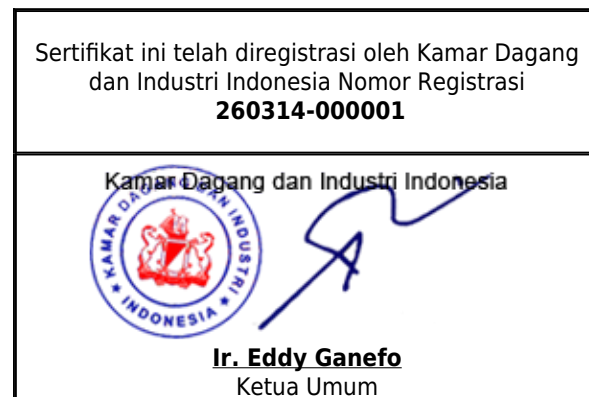 Sertifikat ini telah diregistrasi oleh Kamar Dagang
dan Industri Indonesia Nomor Registrasi
260314-000001
Kamar Dagang dan Industri Indonesia
KAMAR DAGANG DAN INDUSTRI
INDONESIA
Ir. Eddy Ganefo
Ketua Umum